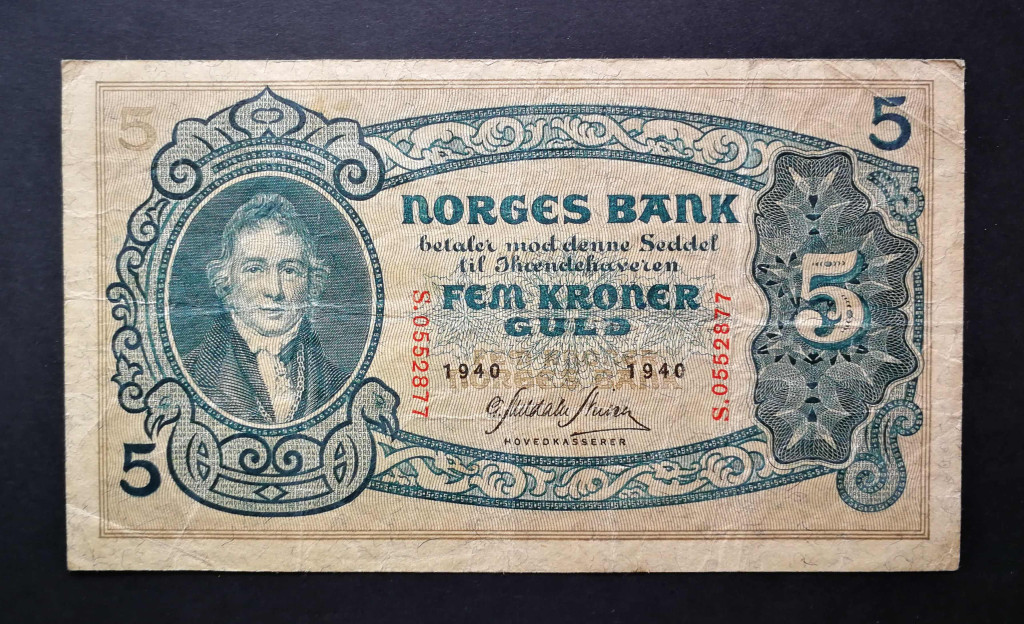 5
5
NORGES BANK
betaler mod denne Seddel
til Ihændehaveren
FEM KRONER
GULD
S.0552877
S.0552877
5
1940 1940
HOVEDKASSERER
5